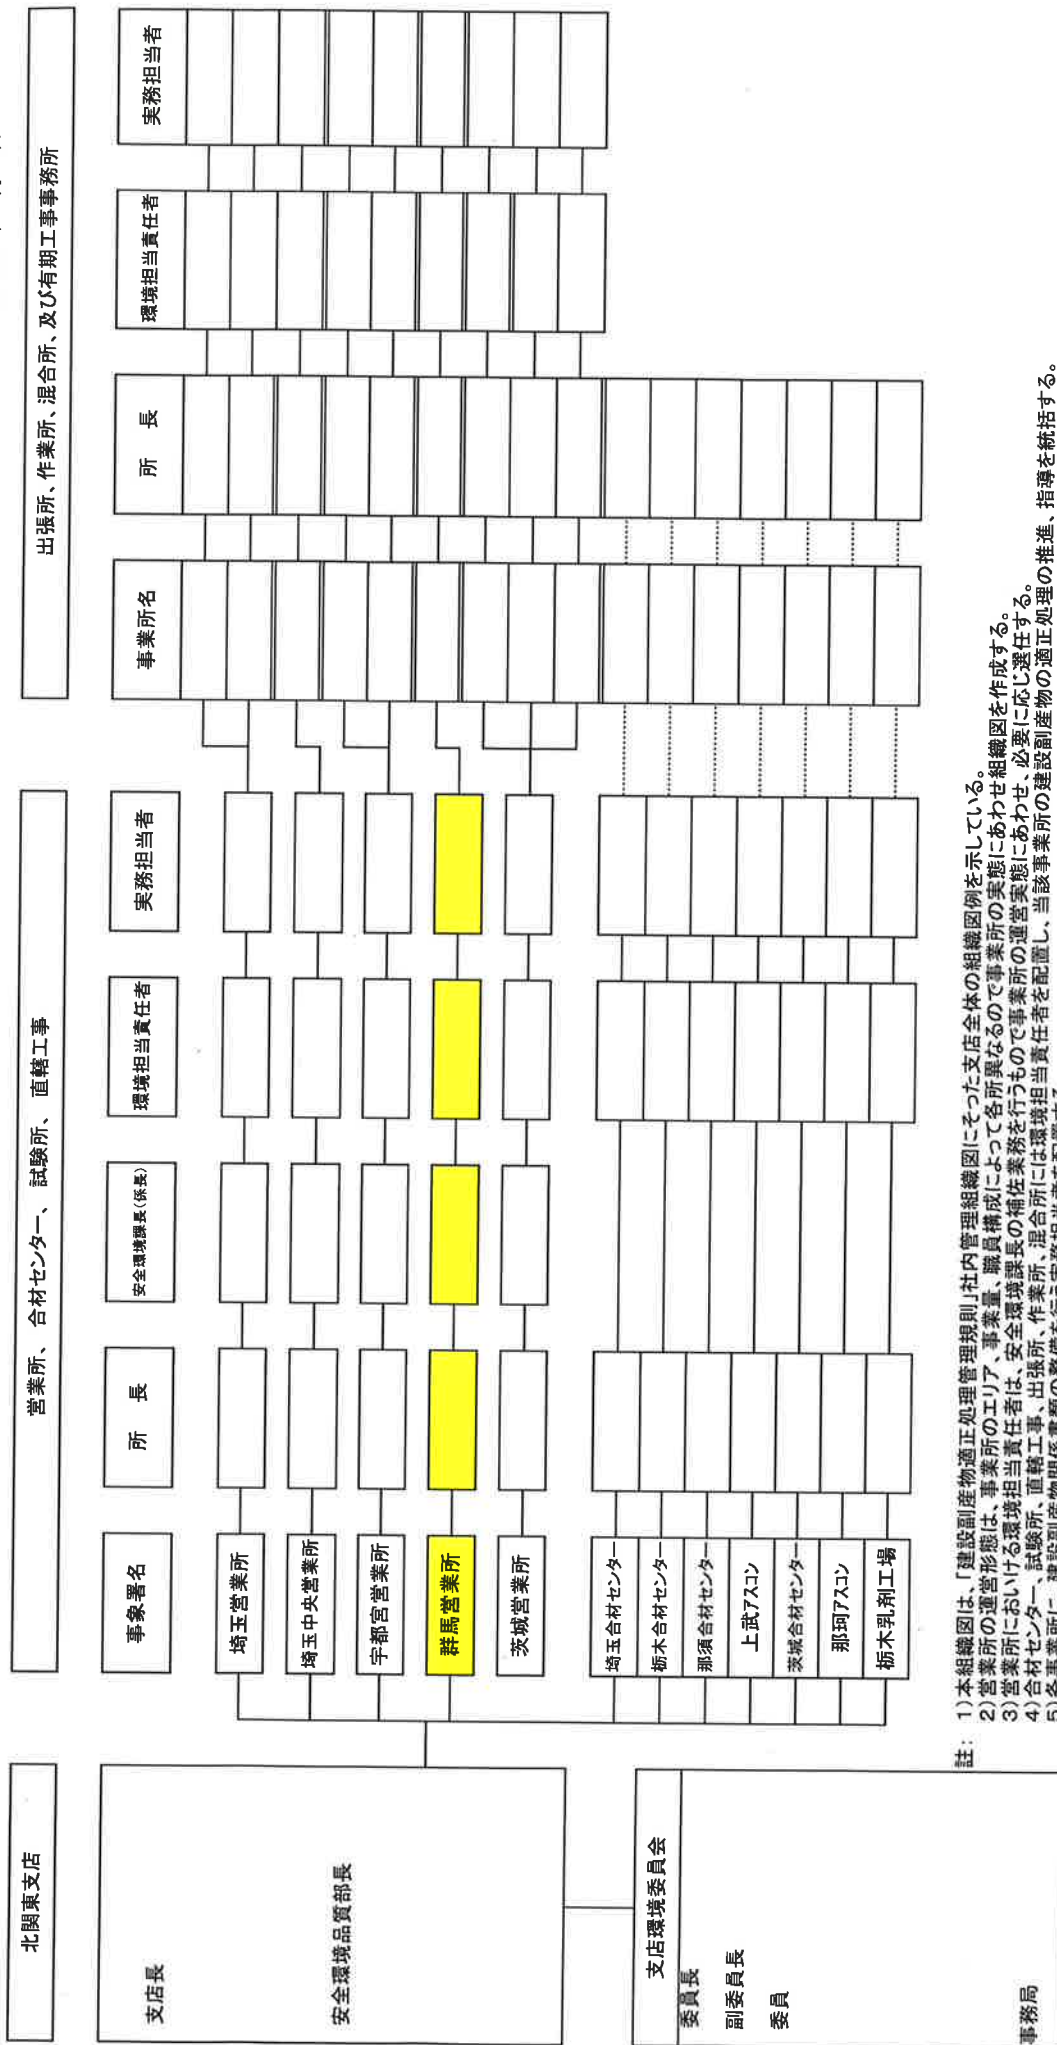 北関東支店
支店長
安全環境品質部長
支店環境委員会
委員長
副委員長
委員
事務局
営業所、 合材センター、 試験所、 直轄工事
事象署名
所 長
安全環境課長(係長)
環境担当責任者
実務担当者
埼玉営業所
埼玉中央営業所
宇都宮営業所
群馬営業所
茨城営業所
埼玉合材センター
栃木合材センター
那須合材センター
上武アスコン
茨城合材センター
那珂アスコン
栃木乳剤工場
出張所、作業所、混合所、及び有期工事事務所
事業所名
所 長
環境担当責任者
実務担当者
註: 1)本組織図は、「建設副産物適正処理管理規則」社内管理組織図にそった支店全体の組織図例を示している。
2)営業所の運営形態は、事業所のエリア、事業量、職員構成によって各所異なるので事業所の実態にあわせ組織図を作成する。
3)営業所における環境担当責任者は、安全環境課長の補佐業務を行うもので事業所の運営実態にあわせ、必要に応じ選任する。
4)合材センター、試験所、直轄工事、出張所、作業所、混合所には環境担当責任者を配置し、当該事業所の建設副産物の適正処理の推進、指導を統括する。